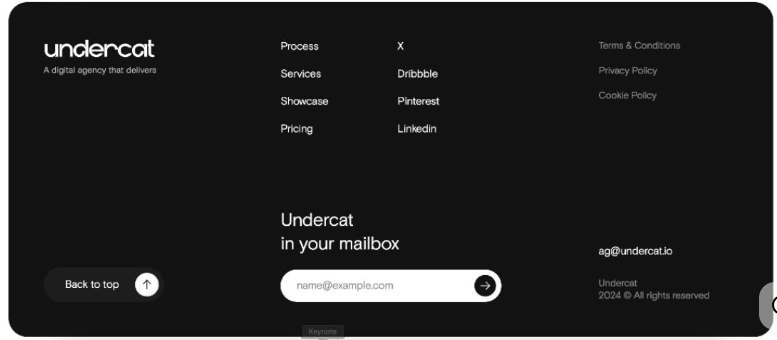 undercat
A digital agency that delivers
Process
Services
Showcase
Pricing
X
Dribbble
Pinterest
Linkedin
Terms & Conditions
Privacy Policy
Cookie Policy
Undercat
in your mailbox
name@example.com
Back to top
ag@undercat.io
Undercat
2024 © All rights reserved
Keynote